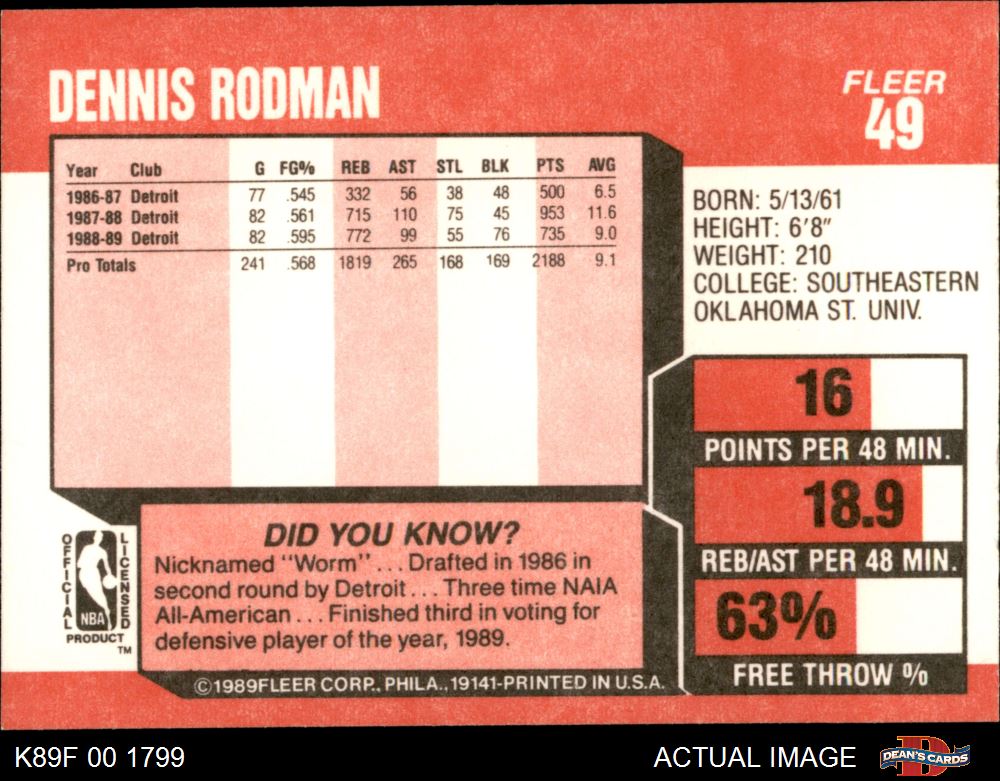 DENNIS RODMAN
FLEER
49
Year Club G FG% REB AST STL BLK PTS AVG
1986-87 Detroit 77 .545 332 56 38 48 500 6.5
1987-88 Detroit 82 .561 715 110 75 45 953 11.6
1988-89 Detroit 82 .595 772 99 55 76 735 9.0
Pro Totals 241 .568 1819 265 168 169 2188 9.1
BORN: 5/13/61
HEIGHT: 6'8"
WEIGHT: 210
COLLEGE: SOUTHEASTERN
OKLAHOMA ST. UNIV.
16
POINTS PER 48 MIN.
18.9
REB/AST PER 48 MIN.
63%
FREE THROW %
DID YOU KNOW?
Nicknamed "Worm" ... Drafted in 1986 in
second round by Detroit ... Three time NAIA
All-American ... Finished third in voting for
defensive player of the year, 1989.
OFFICIAL
NBA
LICENSED
PRODUCT
TM
©1989FLEER CORP., PHILA., 19141-PRINTED IN U.S.A.
K89F 00 1799
ACTUAL IMAGE
D
DEAN'S CARDS